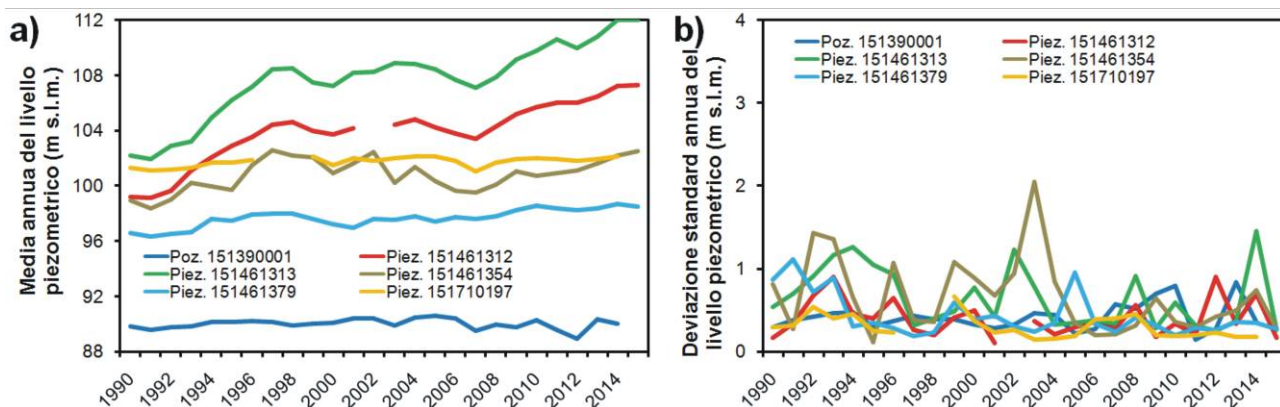 a)
Media annua del livello
piezometrico (m s.l.m.)
112
108
104
100
96
92
88
Poz. 151390001
Piez. 151461312
Piez. 151461313
Piez. 151461354
Piez. 151461379
Piez. 151710197
1990
1992
1994
1996
1998
2000
2002
2004
2006
2008
2010
2012
2014
b)
Deviazione standard annua del
livello piezometrico (m s.l.m.)
4
3
2
1
0
Poz. 151390001
Piez. 151461312
Piez. 151461313
Piez. 151461354
Piez. 151461379
Piez. 151710197
1990
1992
1994
1996
1998
2000
2002
2004
2006
2008
2010
2012
2014